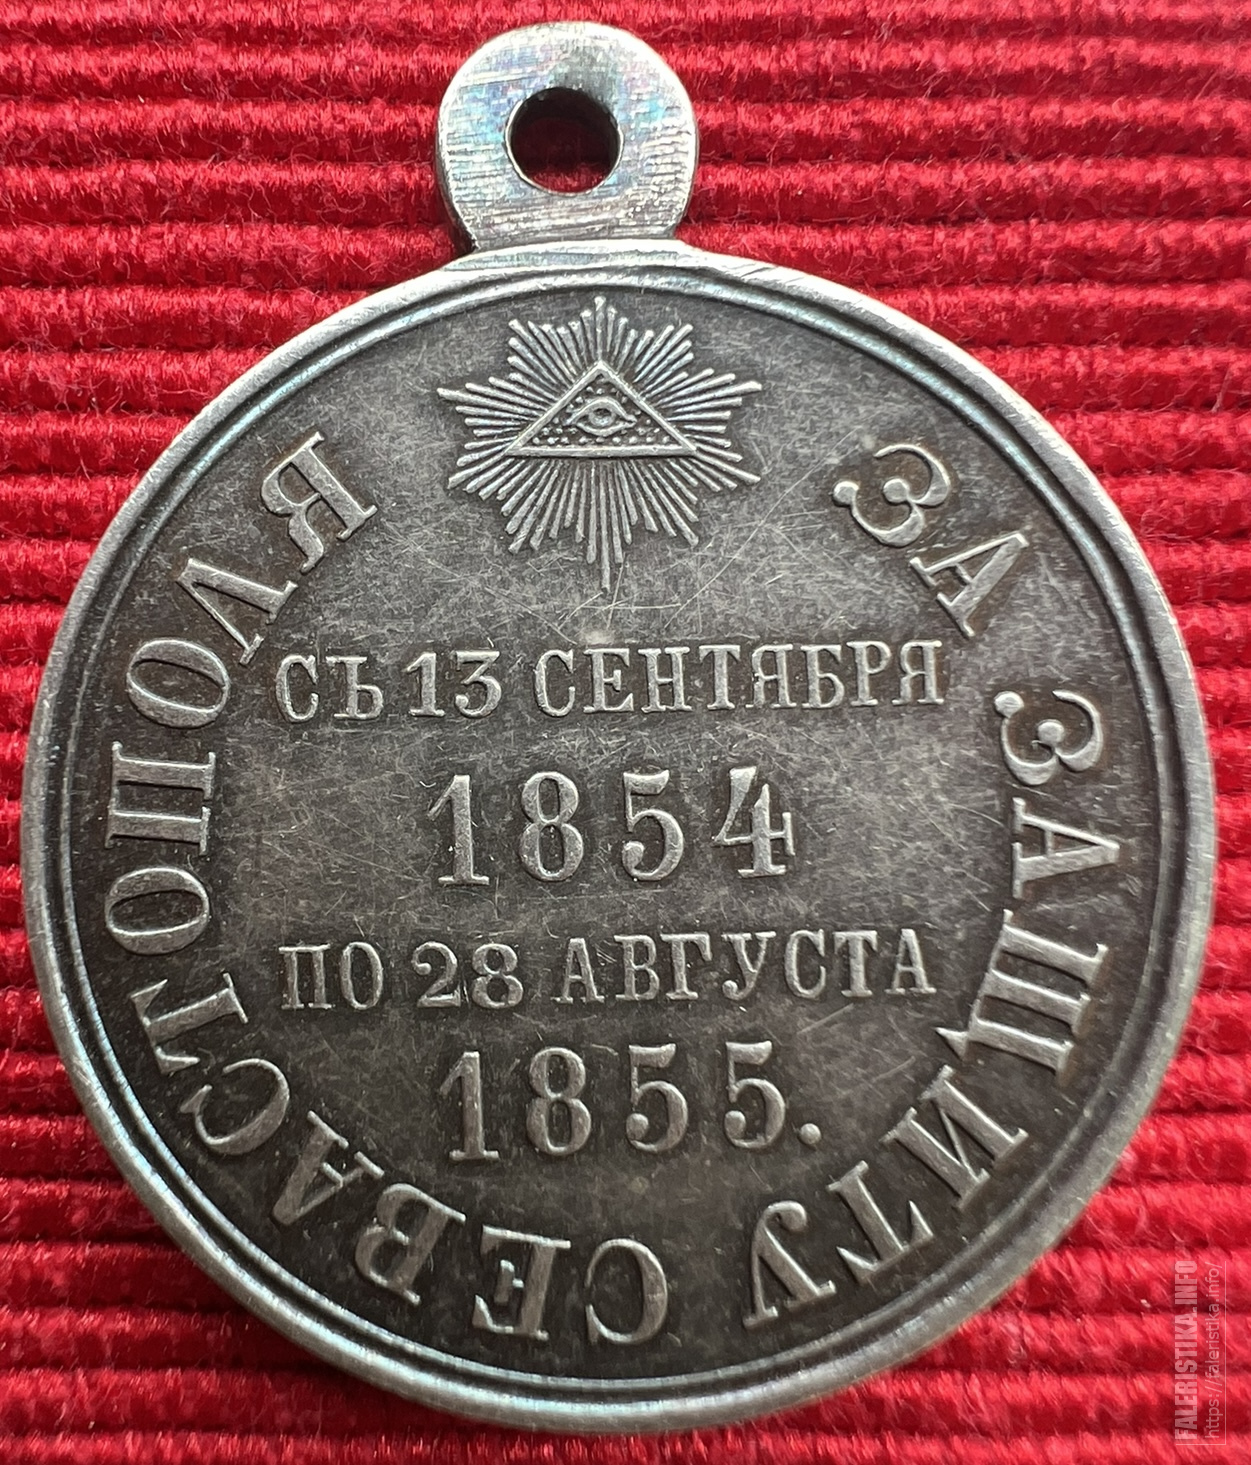 ЗА ЗАЩИТУ СЕВАСТОПОЛЯ
СЪ 13 СЕНТЯБРЯ
1854
ПО 28 АВГУСТА
1855.
FALERISTIKA.INFO
https://faleristika.info/